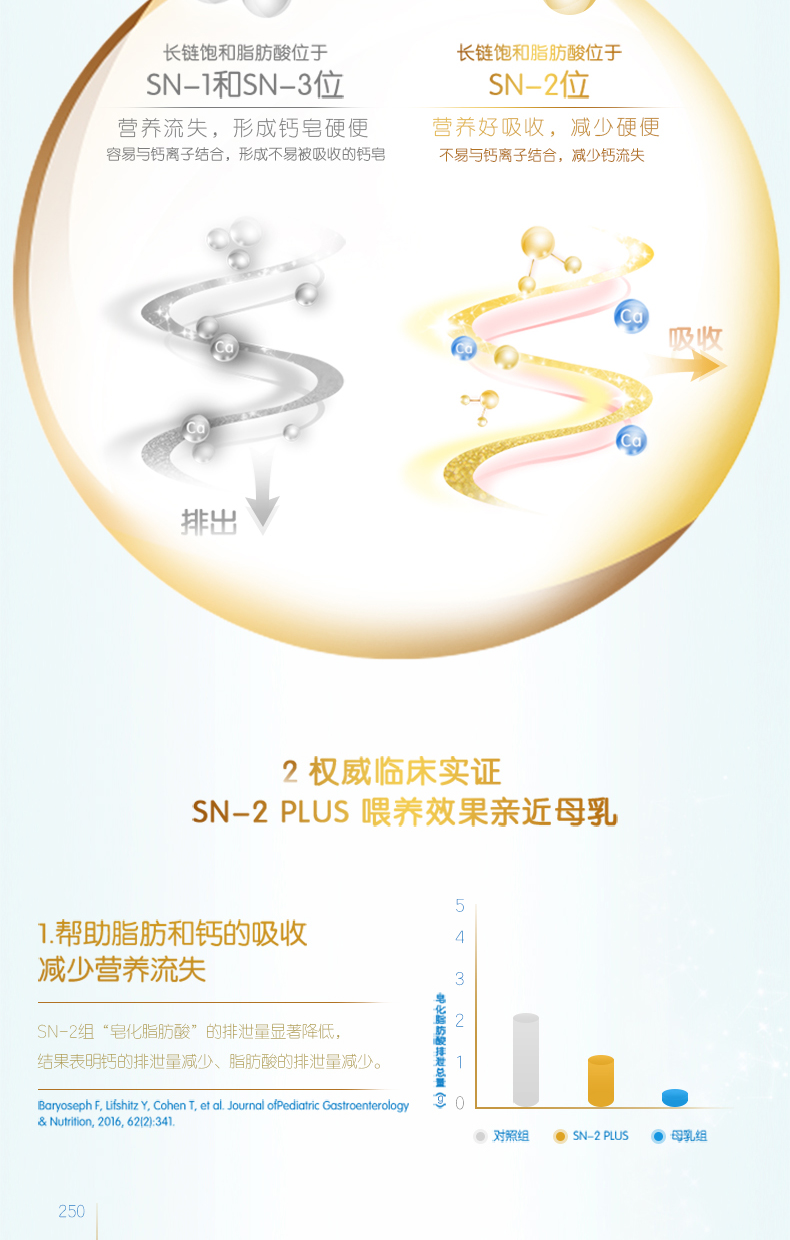 长链饱和脂肪酸位于
SN-1和SN-3位
营养流失，形成钙皂硬便
容易与钙离子结合，形成不易被吸收的钙皂
长链饱和脂肪酸位于
SN-2位
营养好吸收，减少硬便
不易与钙离子结合，减少钙流失
Ca
Ca
排出
Ca
Ca
吸收
Ca
2 权威临床实证
SN-2 PLUS 喂养效果亲近母乳
1.帮助脂肪和钙的吸收
减少营养流失
SN-2组“皂化脂肪酸”的排泄量显著降低，
结果表明钙的排泄量减少、脂肪酸的排泄量减少。
Baryoseph F, Lifshitz Y, Cohen T, et al. Journal ofPediatric Gastroenterology
& Nutrition, 2016, 62(2):341.
皂化脂肪酸排泄总量（g）
5
4
3
2
1
0
对照组
SN-2 PLUS
母乳组
250